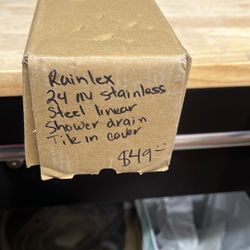 Rainlex
24 in stainless
Steel linear
Shower drain
Tile in cover
$49